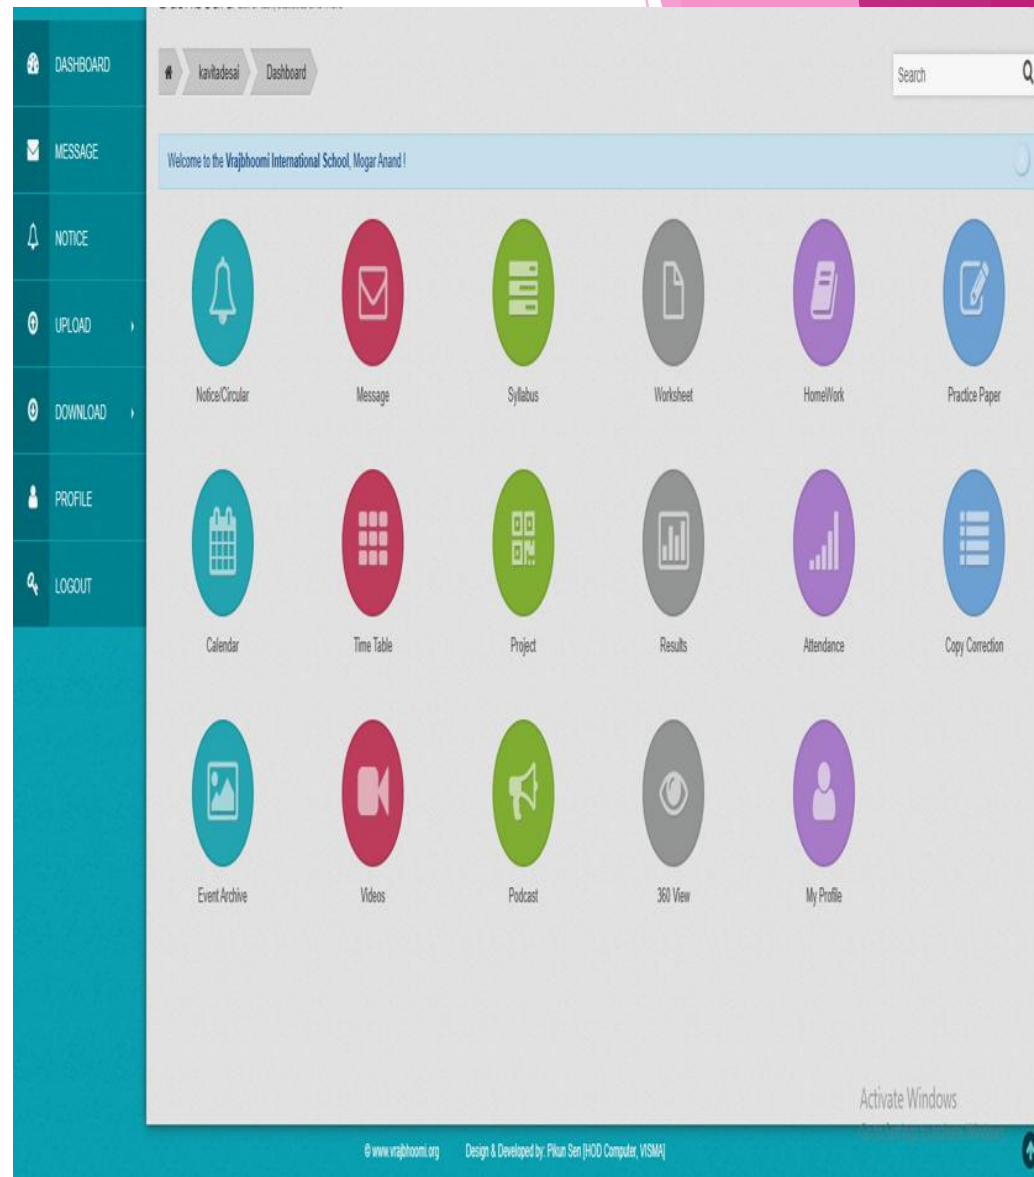 DASHBOARD
MESSAGE
NOTICE
UPLOAD
DOWNLOAD
PROFILE
LOGOUT
kavitadesai Dashboard
Search
Welcome to the Vrajbhoomi International School, Mogar Anand !
Notice/Circular Message Syllabus Worksheet HomeWork Practice Paper
Calendar Time Table Project Results Attendance Copy Correction
Event Archive Videos Podcast 360 View My Profile
Activate Windows
© www.vrajbhoomi.org Design & Developed by: Pikun Sen [HOD Computer, VISMA]